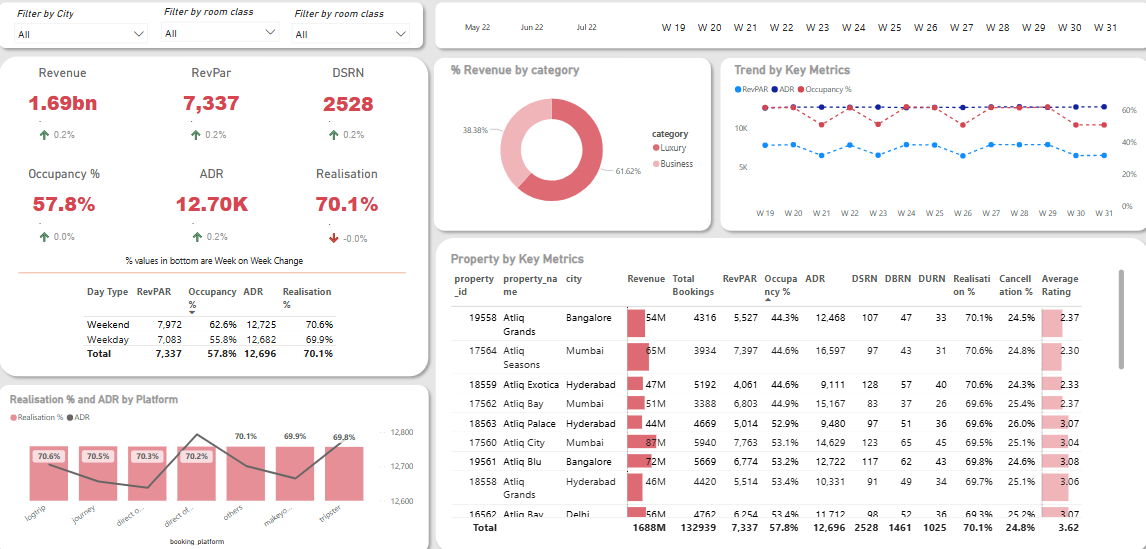 Filter by City
All
Filter by room class
All
Filter by room class
All
May 22 Jun 22 Jul 22
W 19 W 20 W 21 W 22 W 23 W 24 W 25 W 26 W 27 W 28 W 29 W 30 W 31
Revenue RevPar DSRN
1.69bn 7,337 2528
0.2% 0.2% 0.2%
Occupancy % ADR Realisation
57.8% 12.70K 70.1%
0.0% 0.2% -0.0%
% values in bottom are Week on Week Change
Day Type RevPAR Occupancy % ADR Realisation %
Weekend 7,972 62.6% 12,725 70.6%
Weekday 7,083 55.8% 12,682 69.9%
Total 7,337 57.8% 12,696 70.1%
% Revenue by category
38.38%
61.62%
category
Luxury
Business
Trend by Key Metrics
RevPAR ADR Occupancy %
10K
5K
60%
40%
20%
0%
W 19 W 20 W 21 W 22 W 23 W 24 W 25 W 26 W 27 W 28 W 29 W 30 W 31
Realisation % and ADR by Platform
Realisation % ADR
70.6% 70.5% 70.3% 70.2% 70.1% 69.9% 69.8%
12,800
12,700
12,600
logtrip journey direct o... direct of... others makeyo... tripster
booking_platform
Property by Key Metrics
property_id property_name city Revenue Total Bookings RevPAR Occupancy % ADR DSRN DBRN DURN Realisation % Cancellation % Average Rating
19558 Atliq Grands Bangalore 54M 4316 5,527 44.3% 12,468 107 47 33 70.1% 24.5% 2.37
17564 Atliq Seasons Mumbai 65M 3934 7,397 44.6% 16,597 97 43 31 70.6% 24.8% 2.30
18559 Atliq Exotica Hyderabad 47M 5192 4,061 44.6% 9,111 128 57 40 70.6% 24.3% 2.33
17562 Atliq Bay Mumbai 51M 3388 6,803 44.9% 15,167 83 37 26 69.6% 25.4% 2.37
18563 Atliq Palace Hyderabad 44M 4669 5,014 52.9% 9,480 97 51 36 69.6% 26.0% 3.07
17560 Atliq City Mumbai 87M 5940 7,763 53.1% 14,629 123 65 45 69.5% 25.1% 3.04
19561 Atliq Blu Bangalore 72M 5669 6,774 53.2% 12,722 117 62 43 69.8% 24.6% 3.08
18558 Atliq Grands Hyderabad 46M 4420 5,514 53.4% 10,331 91 49 34 69.7% 25.1% 3.06
16562 Atliq Bay Delhi 56M 4762 6,254 53.4% 11,712 98 52 36 69.3% 25.2% 3.07
Total 1688M 132939 7,337 57.8% 12,696 2528 1461 1025 70.1% 24.8% 3.62